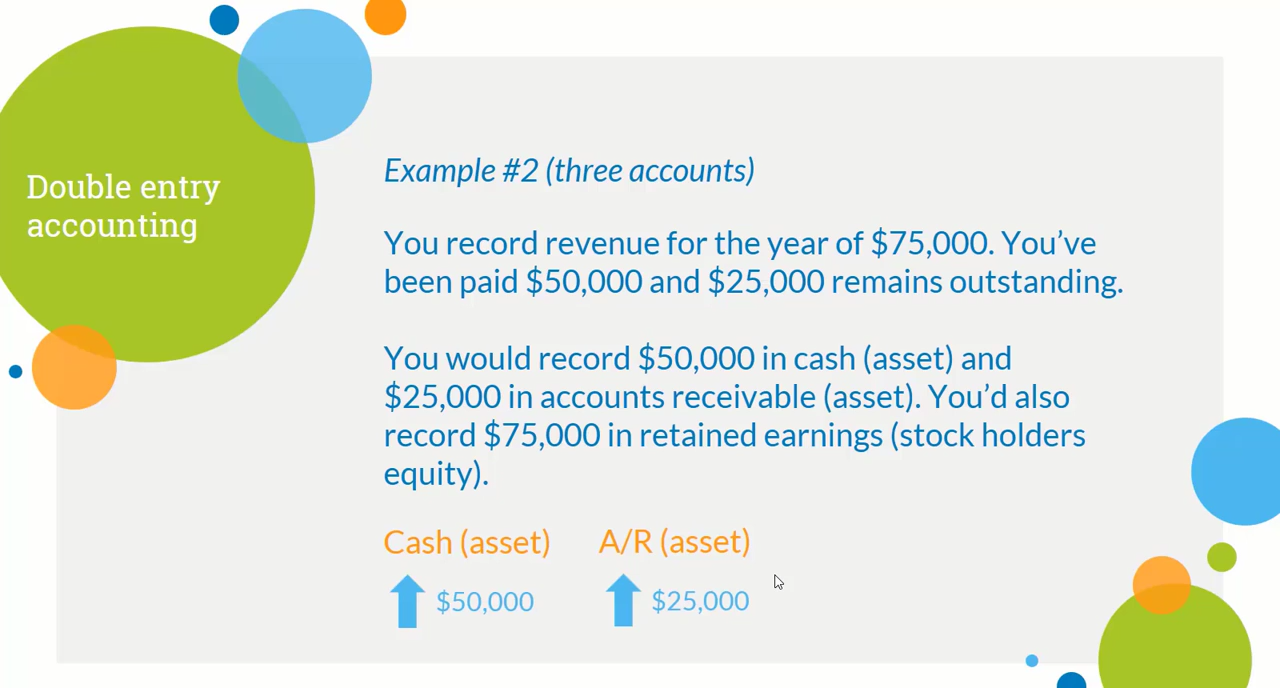 Double entry
accounting
Example #2 (three accounts)
You record revenue for the year of $75,000. You’ve
been paid $50,000 and $25,000 remains outstanding.
You would record $50,000 in cash (asset) and
$25,000 in accounts receivable (asset). You’d also
record $75,000 in retained earnings (stock holders
equity).
Cash (asset) A/R (asset)
$50,000 $25,000